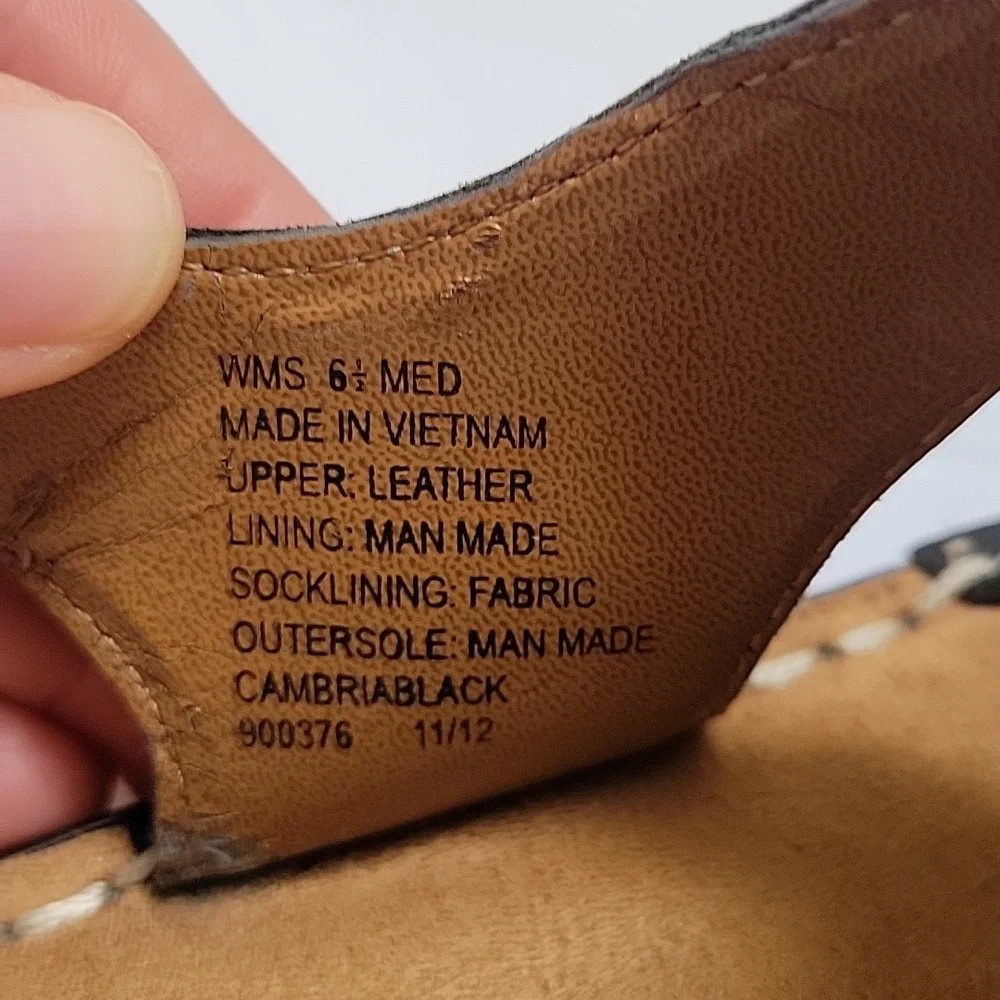 WMS 6½ MED
MADE IN VIETNAM
UPPER: LEATHER
LINING: MAN MADE
SOCKLINING: FABRIC
OUTERSOLE: MAN MADE
CAMBRIABLACK
900376 11/12